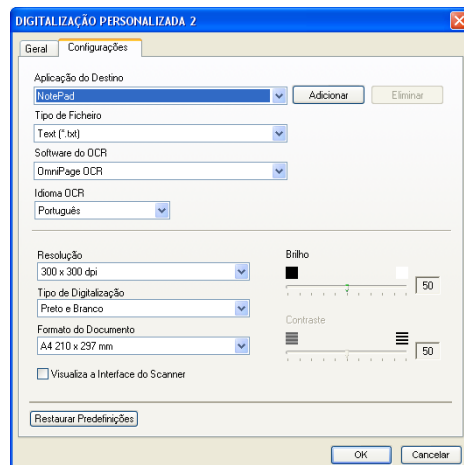 DIGITALIZAÇÃO PERSONALIZADA 2
Geral Configurações
Aplicação do Destino
NotePad Adicionar Eliminar
Tipo de Ficheiro
Text (*.txt)
Software do OCR
OmniPage OCR
Idioma OCR
Português
Resolução Brilho
300 x 300 dpi
50
Tipo de Digitalização
Preto e Branco
Contraste
Formato do Documento
A4 210 x 297 mm
50
Visualiza a Interface do Scanner
Restaurar Predefinições
OK Cancelar